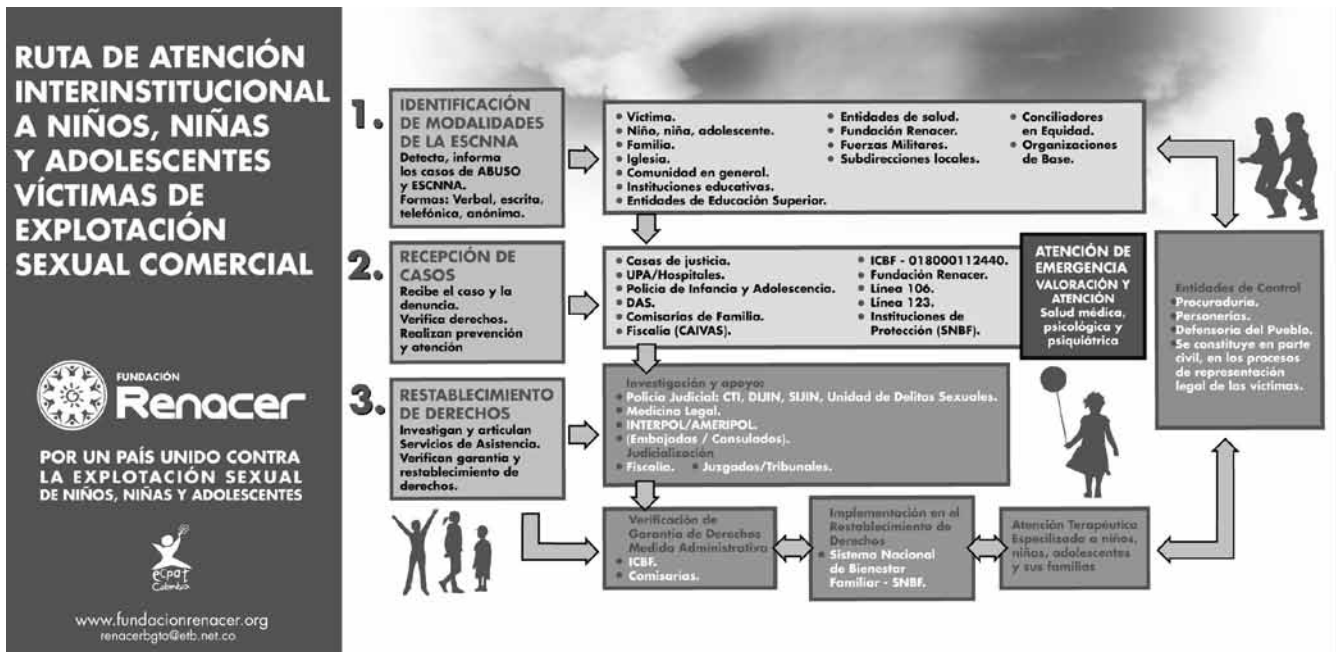 RUTA DE ATENCIÓN
INTERINSTITUCIONAL
A NIÑOS, NIÑAS
Y ADOLESCENTES
VÍCTIMAS DE
EXPLOTACIÓN
SEXUAL COMERCIAL
FUNDACIÓN
Renacer
POR UN PAÍS UNIDO CONTRA
LA EXPLOTACIÓN SEXUAL
DE NIÑOS, NIÑAS Y ADOLESCENTES
ecpat
Colombia
www.fundacionrenacer.org
renacerbgta@etb.net.co
1. IDENTIFICACIÓN
DE MODALIDADES
DE LA ESCNNA
Detecta, informa
los casos de ABUSO
y ESCNNA.
Formas: Verbal, escrita,
telefónica, anónima.
• Víctima.
• Niño, niña, adolescente.
• Familia.
• Iglesia.
• Comunidad en general.
• Instituciones educativas.
• Entidades de Educación Superior.
• Entidades de salud.
• Fundación Renacer.
• Fuerzas Militares.
• Subdirecciones locales.
• Conciliadores
en Equidad.
• Organizaciones
de Base.
2. RECEPCIÓN DE
CASOS
Recibe el caso y la
denuncia.
Verifica derechos.
Realizan prevención
y atención
• Casas de justicia.
• UPA/Hospitales.
• Policia de Infancia y Adolescencia.
• DAS.
• Comisarias de Familia.
• Fiscalia (CAIVAS).
• ICBF - 018000112440.
• Fundación Renacer.
• Línea 106.
• Línea 123.
• Instituciones de
Protección (SNBF).
ATENCIÓN DE
EMERGENCIA
VALORACIÓN Y
ATENCIÓN
Salud médica,
psicológica y
psiquiátrica
Entidades de Control
• Procuraduría.
• Personerías.
• Defensoría del Pueblo.
• Se constituye en parte
civil, en los procesos
de representación
legal de las víctimas.
3. RESTABLECIMIENTO
DE DERECHOS
Investigan y articulan
Servicios de Asistencia.
Verifican garantía y
restablecimiento de
derechos.
Investigación y apoyo:
• Policia Judicial: CTI, DIJIN, SIJIN, Unidad de Delitos Sexuales.
• Medicina Legal.
• INTERPOL/AMERIPOL.
• (Embajadas / Consulados).
Judicialización
• Fiscalia. • Juzgados/Tribunales.
Verificación de
Garantía de Derechos
Medida Administrativa
• ICBF.
• Comisarias.
Implementación en el
Restablecimiento de
Derechos
• Sistema Nacional
de Bienestar
Familiar - SNBF.
Atención Terapéutica
Especilizada a niños,
niñas, adolescentes
y sus familias